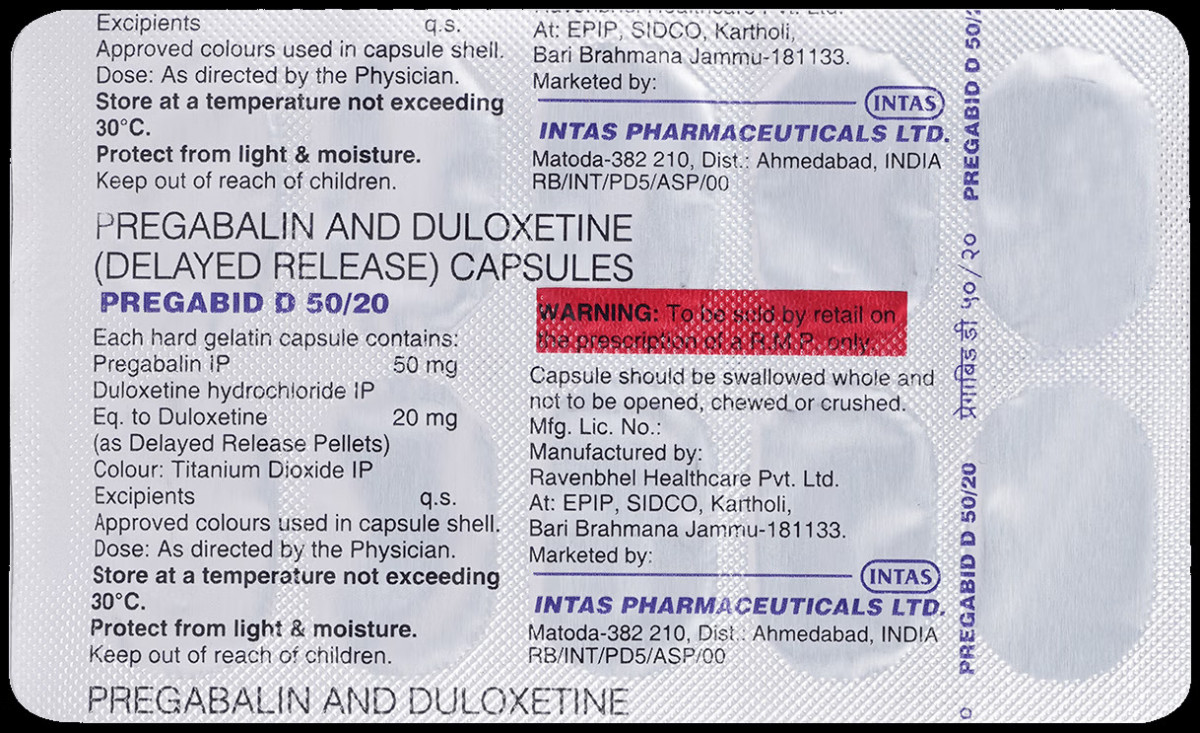 Excipients q.s.
Approved colours used in capsule shell.
Dose: As directed by the Physician.
Store at a temperature not exceeding
30°C.
Protect from light & moisture.
Keep out of reach of children.
At: EPIP, SIDCO, Kartholi,
Bari Brahmana Jammu-181133.
Marketed by:
INTAS
INTAS PHARMACEUTICALS LTD.
Matoda-382 210, Dist.: Ahmedabad, INDIA
RB/INT/PD5/ASP/00
PREGABALIN AND DULOXETINE
(DELAYED RELEASE) CAPSULES
PREGABID D 50/20
Each hard gelatin capsule contains:
Pregabalin IP 50 mg
Duloxetine hydrochloride IP
Eq. to Duloxetine 20 mg
(as Delayed Release Pellets)
Colour: Titanium Dioxide IP
Excipients q.s.
Approved colours used in capsule shell.
Dose: As directed by the Physician.
Store at a temperature not exceeding
30°C.
Protect from light & moisture.
Keep out of reach of children.
WARNING: To be sold by retail on
the prescription of a R.M.P. only.
Capsule should be swallowed whole and
not to be opened, chewed or crushed.
Mfg. Lic. No.:
Manufactured by:
Ravenbhel Healthcare Pvt. Ltd.
At: EPIP, SIDCO, Kartholi,
Bari Brahmana Jammu-181133.
Marketed by:
INTAS
INTAS PHARMACEUTICALS LTD.
Matoda-382 210, Dist.: Ahmedabad, INDIA
RB/INT/PD5/ASP/00
PREGABALIN AND DULOXETINE
PREGABID D 50/20 प्रेगाबिड डी ५०/२० PREGABID D 50/2